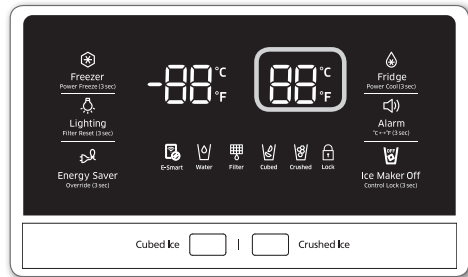 Freezer
Power Freeze (3 sec)
Lighting
Filter Reset (3 sec)
Energy Saver
Override (3 sec)
-88 °C °F
88 °C °F
E-Smart Water Filter Cubed Crushed Lock
Fridge
Power Cool (3 sec)
Alarm
°C↔°F (3 sec)
OFF
Ice Maker Off
Control Lock (3 sec)
Cubed Ice | Crushed Ice